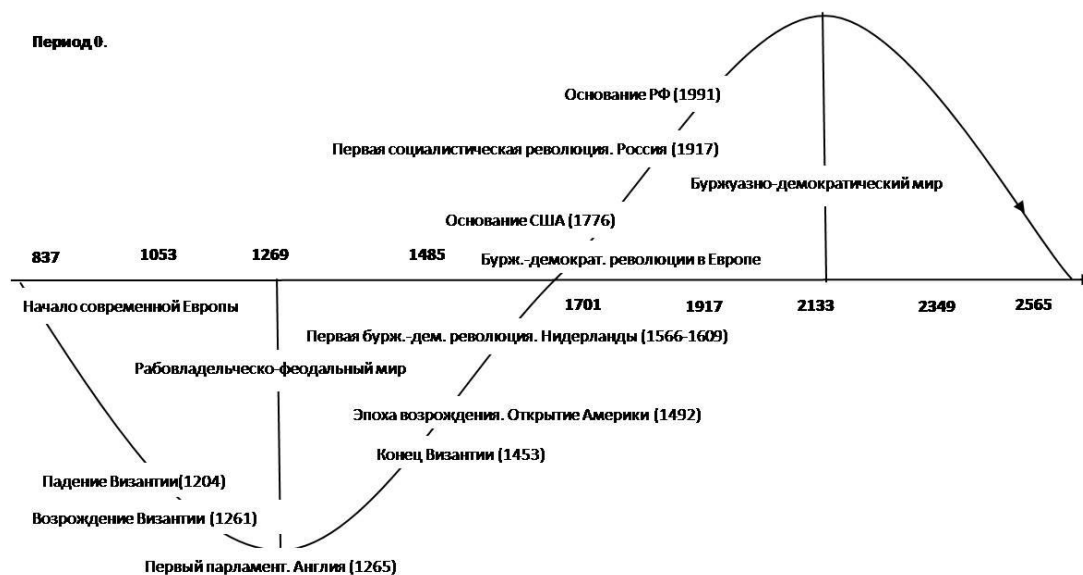 Период 0.
Основание РФ (1991)
Первая социалистическая революция. Россия (1917)
Буржуазно-демократический мир
Основание США (1776)
837 1053 1269 1485 Бурж.-демократ. революции в Европе
Начало современной Европы 1701 1917 2133 2349 2565
Первая бурж.-дем. революция. Нидерланды (1566-1609)
Рабовладельческо-феодальный мир
Эпоха возрождения. Открытие Америки (1492)
Конец Византии (1453)
Падение Византии(1204)
Возрождение Византии (1261)
Первый парламент. Англия (1265)